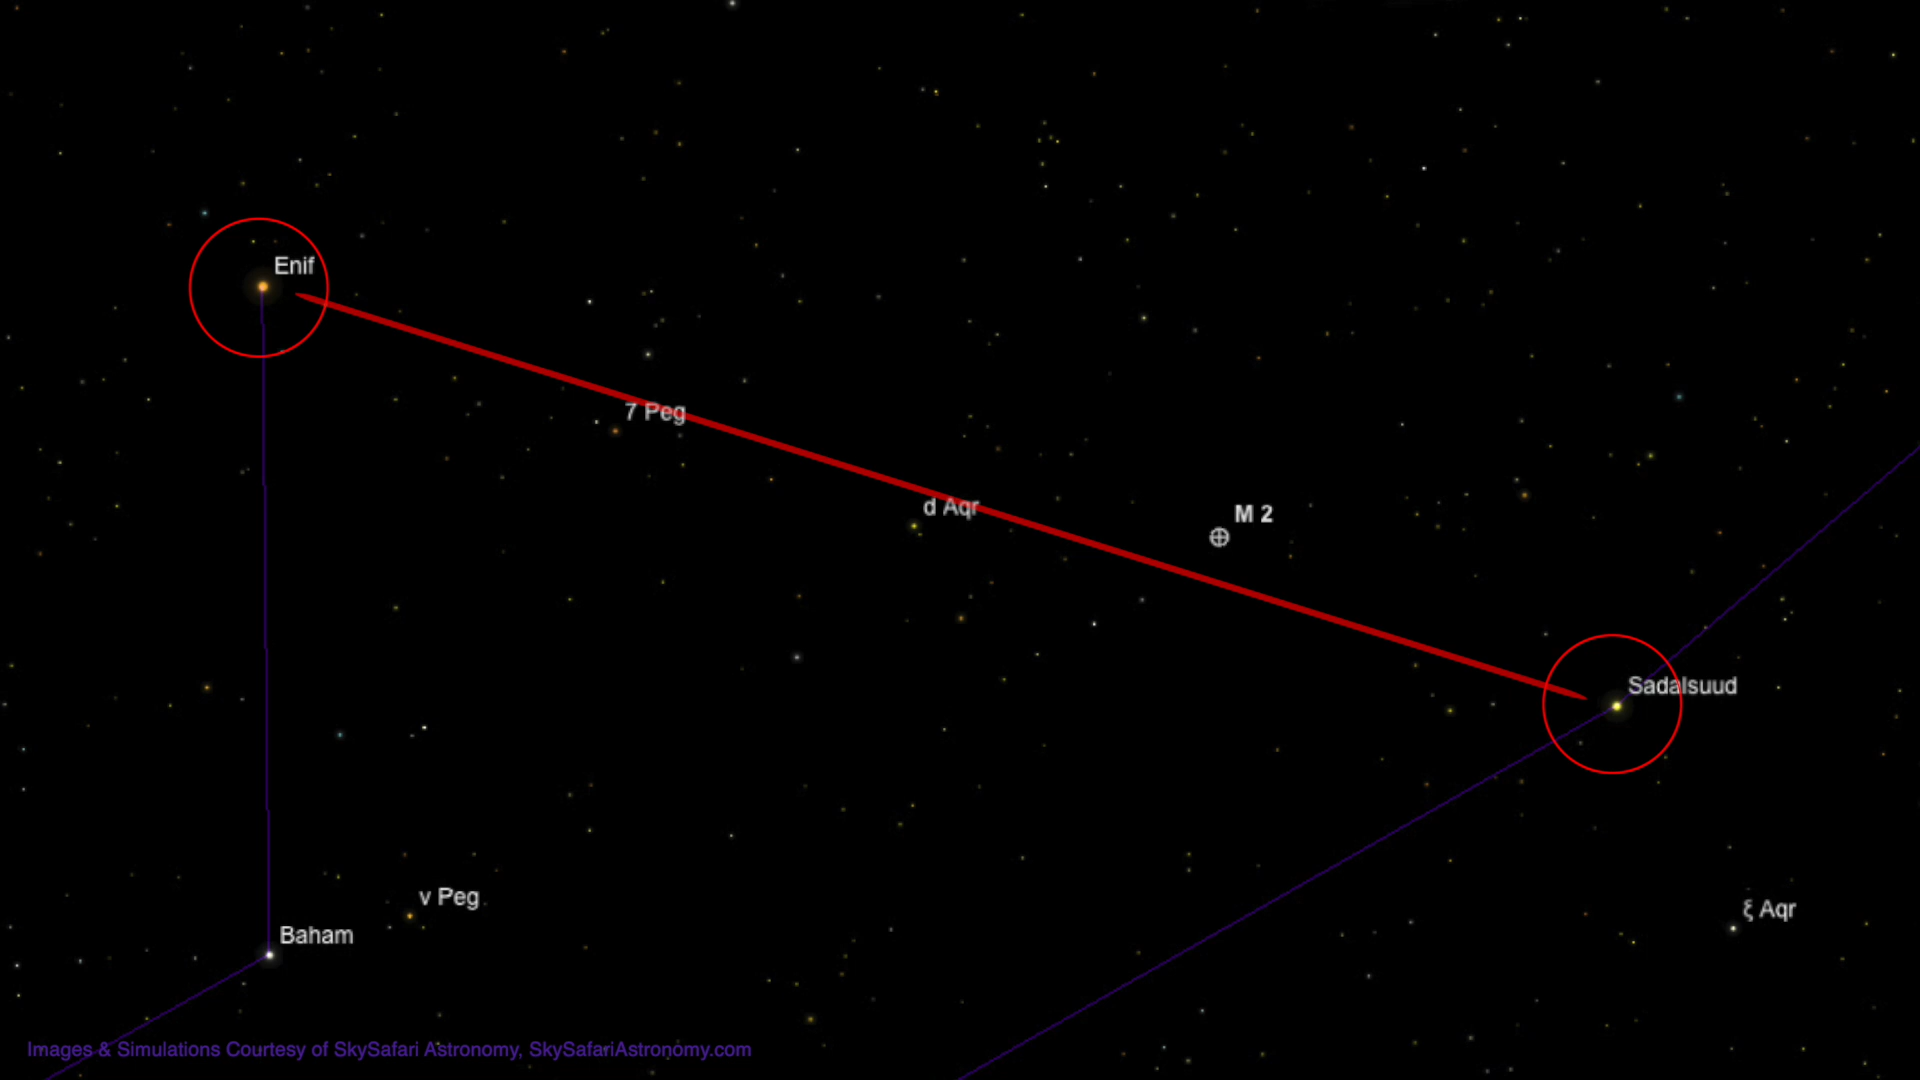 Enif
7 Peg
d Aqr
M 2
Sadalsuud
v Peg
ξ Aqr
Baham
Images & Simulations Courtesy of SkySafari Astronomy, SkySafariAstronomy.com